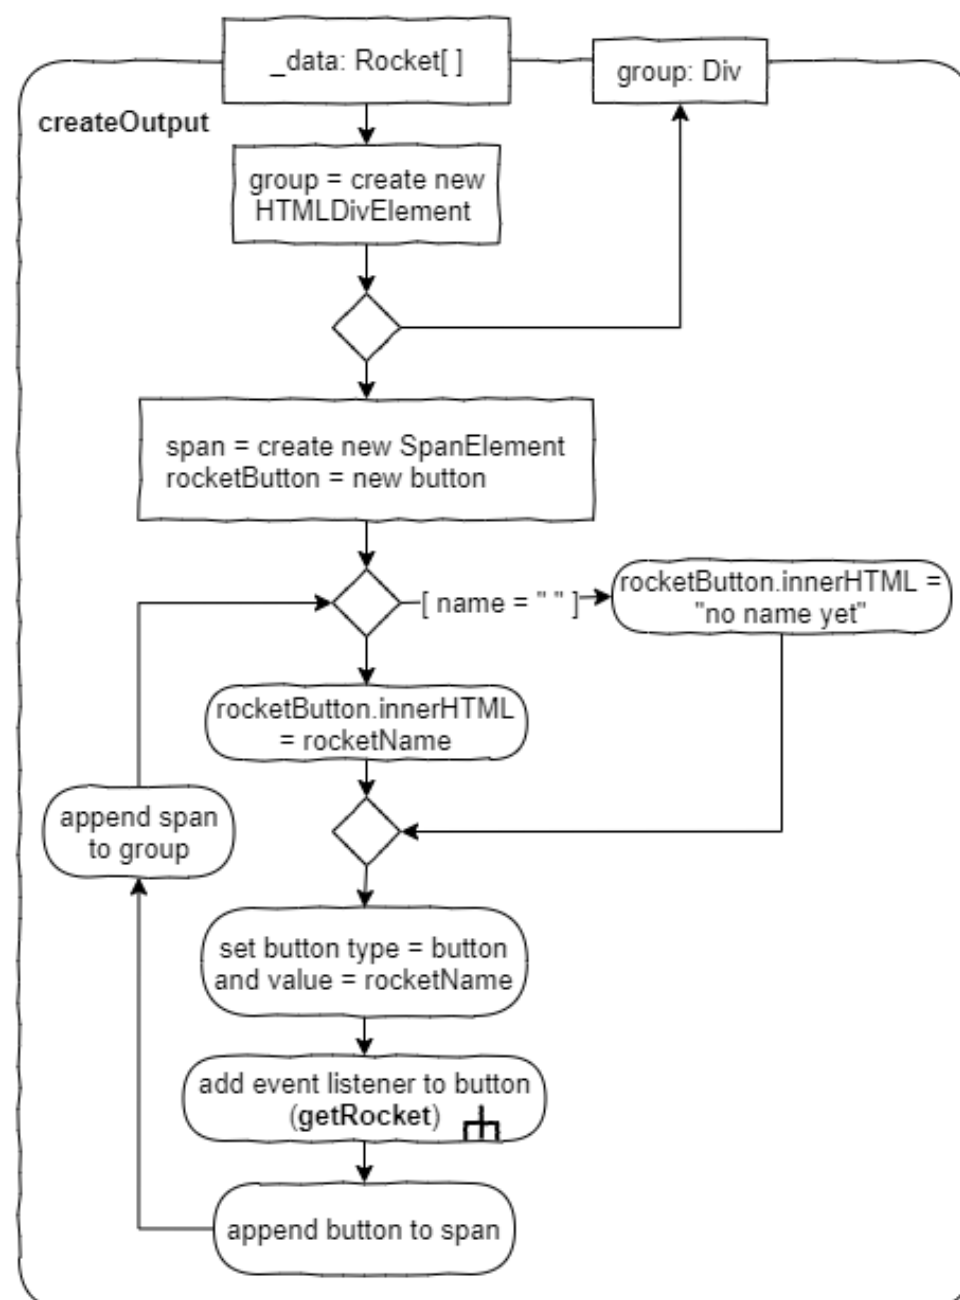 _data: Rocket[ ]
group: Div
createOutput
group = create new
HTMLDivElement
span = create new SpanElement
rocketButton = new button
[ name = " " ]
rocketButton.innerHTML =
"no name yet"
rocketButton.innerHTML
= rocketName
append span
to group
set button type = button
and value = rocketName
add event listener to button
(getRocket)
append button to span